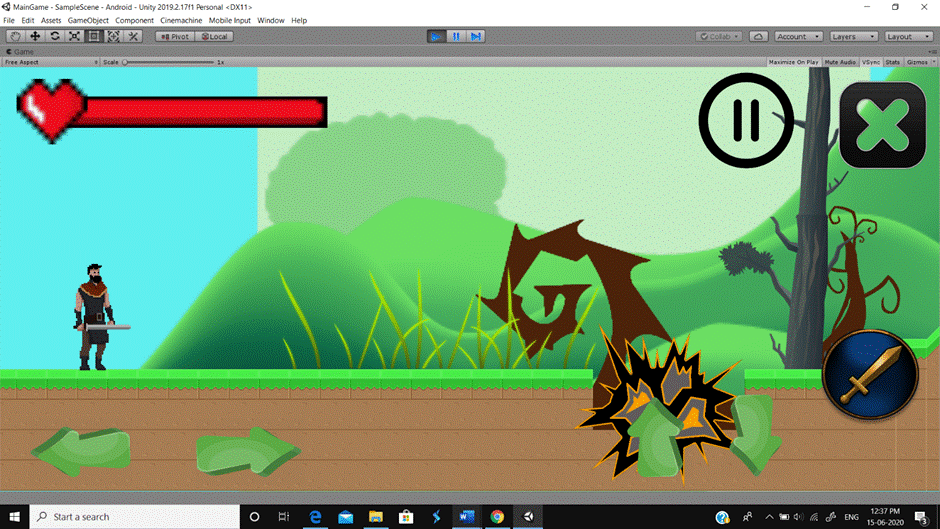 MainGame - SampleScene - Android - Unity 2019.2.17f1 Personal <DX11>
File Edit Assets GameObject Component Cinemachine Mobile Input Window Help
Pivot Local Collab Account Layers Layout
Game
Free Aspect Scale 1x Maximize On Play Mute Audio VSync Stats Gizmos
Start a search
ENG
12:37 PM
15-06-2020
3